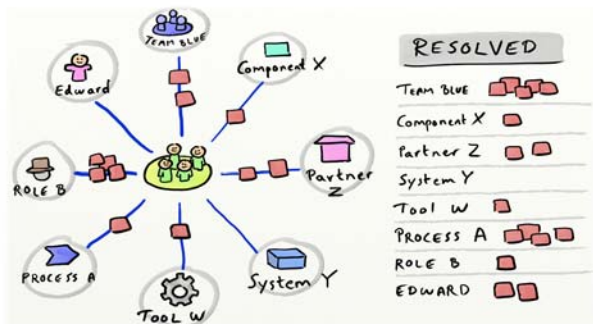 TEAM BLUE
Component X
Edward
Partner Z
ROLE B
PROCESS A
TOOL W
System Y
RESOLVED
TEAM BLUE
Component X
Partner Z
System Y
Tool W
PROCESS A
ROLE B
EDWARD